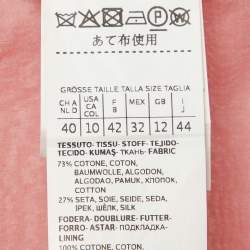 P
あて布使用
GRÖSSE TAILLE TALLA SIZE TAGLIA
CH A NL D USA CA COL F B MEX GB I J
40 10 42 32 12 44
TESSUTO-TISSU-STOFF-TEJIDO-
TECIDO-KUMAŞ-ТКАНЬ-FABRIC
73% COTONE, COTON,
BAUMWOLLE, ALGODON,
ALGODAO, PAMUK, ХЛОПОК,
COTTON
27% SETA, SOIE, SEIDE, SEDA,
IPEK, ШЁЛК, SILK
FODERA-DOUBLURE-FUTTER-
FORRO-ASTAR-ПОДКЛАДКА-
LINING
100% COTONE, COTON,